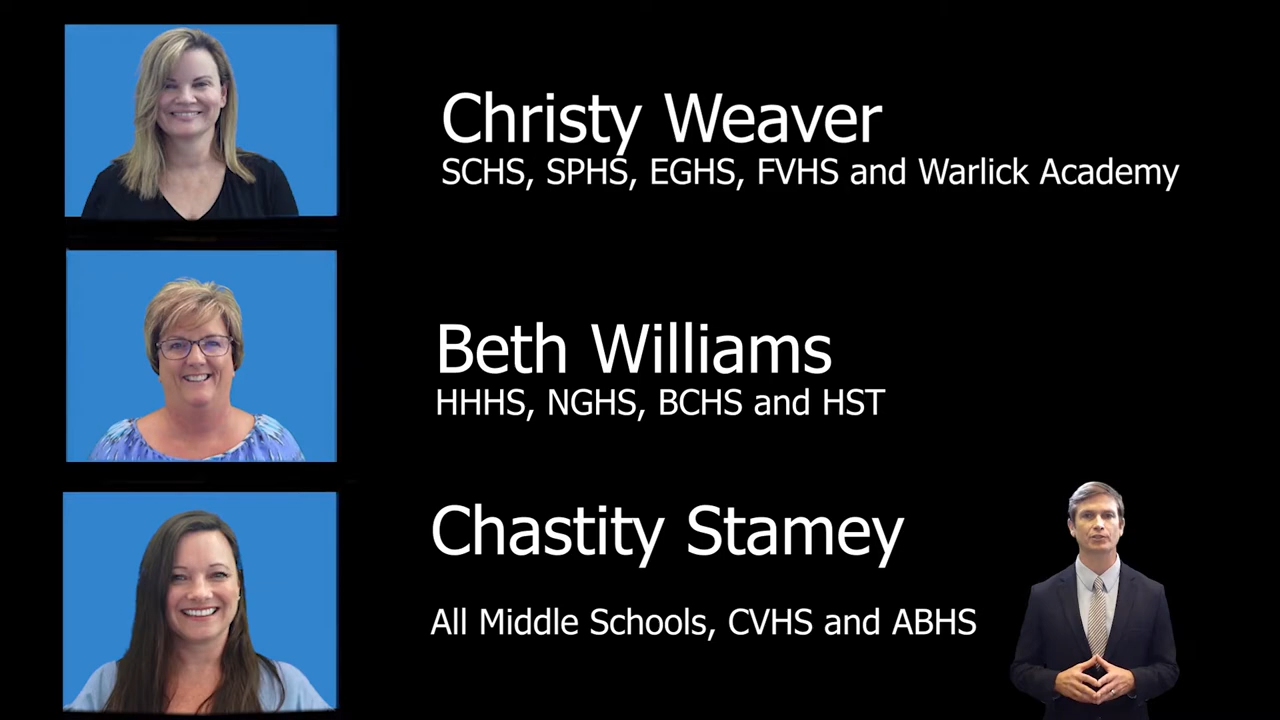 Christy Weaver
SCHS, SPHS, EGHS, FVHS and Warlick Academy
Beth Williams
HHHS, NGHS, BCHS and HST
Chastity Stamey
All Middle Schools, CVHS and ABHS